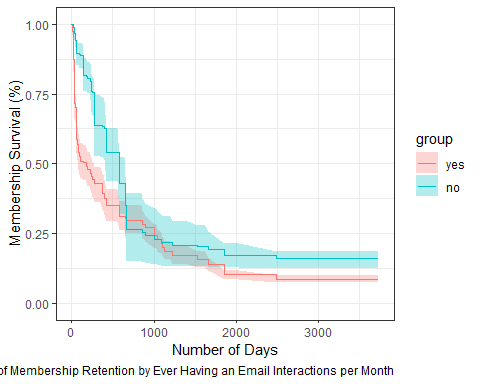 1.00
0.75
0.50
0.25
0.00
Membership Survival (%)
0
1000
2000
3000
Number of Days
group
yes
no
of Membership Retention by Ever Having an Email Interactions per Month